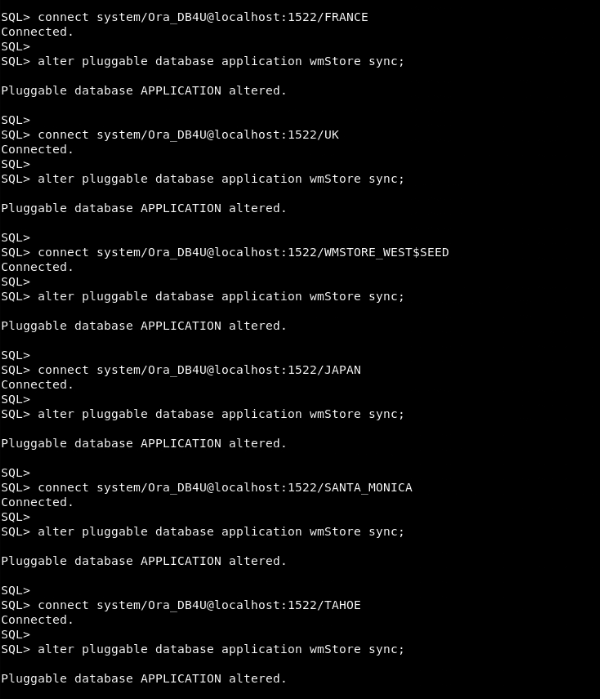 SQL> connect system/Ora_DB4U@localhost:1522/FRANCE
Connected.
SQL>
SQL> alter pluggable database application wmStore sync;
Pluggable database APPLICATION altered.
SQL>
SQL> connect system/Ora_DB4U@localhost:1522/UK
Connected.
SQL>
SQL> alter pluggable database application wmStore sync;
Pluggable database APPLICATION altered.
SQL>
SQL> connect system/Ora_DB4U@localhost:1522/WMSTORE_WEST$SEED
Connected.
SQL>
SQL> alter pluggable database application wmStore sync;
Pluggable database APPLICATION altered.
SQL>
SQL> connect system/Ora_DB4U@localhost:1522/JAPAN
Connected.
SQL>
SQL> alter pluggable database application wmStore sync;
Pluggable database APPLICATION altered.
SQL>
SQL> connect system/Ora_DB4U@localhost:1522/SANTA_MONICA
Connected.
SQL>
SQL> alter pluggable database application wmStore sync;
Pluggable database APPLICATION altered.
SQL>
SQL> connect system/Ora_DB4U@localhost:1522/TAHOE
Connected.
SQL>
SQL> alter pluggable database application wmStore sync;
Pluggable database APPLICATION altered.